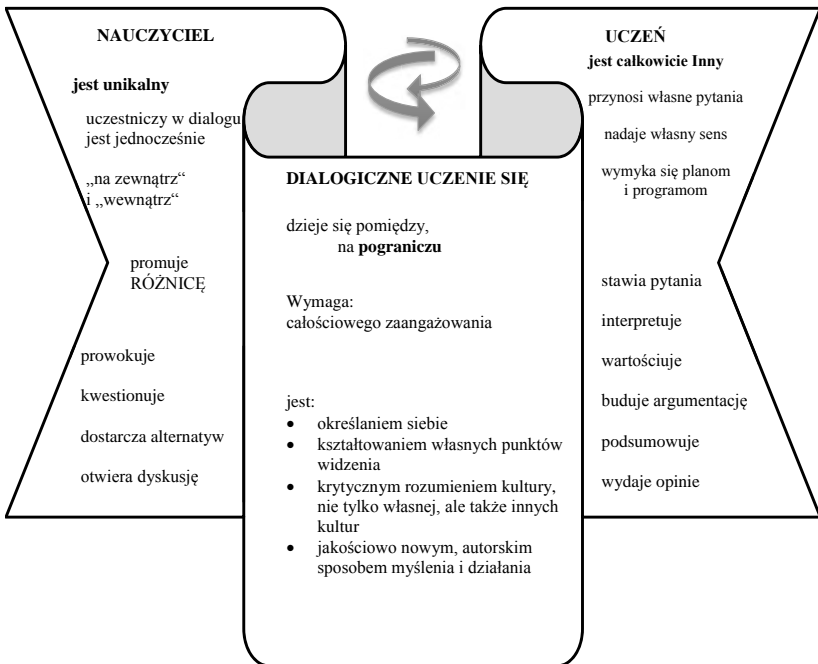 NAUCZYCIEL
jest unikalny
uczestniczy w dialogu
jest jednocześnie
„na zewnątrz“
i „wewnątrz“
promuje
RÓŻNICĘ
prowokuje
kwestionuje
dostarcza alternatyw
otwiera dyskusję
DIALOGICZNE UCZENIE SIĘ
dzieje się pomiędzy,
na pograniczu
Wymaga:
całościowego zaangażowania
jest:
• określaniem siebie
• kształtowaniem własnych punktów
widzenia
• krytycznym rozumieniem kultury,
nie tylko własnej, ale także innych
kultur
• jakościowo nowym, autorskim
sposobem myślenia i działania
UCZEŃ
jest całkowicie Inny
przynosi własne pytania
nadaje własny sens
wymyka się planom
i programom
stawia pytania
interpretuje
wartościuje
buduje argumentację
podsumowuje
wydaje opinie